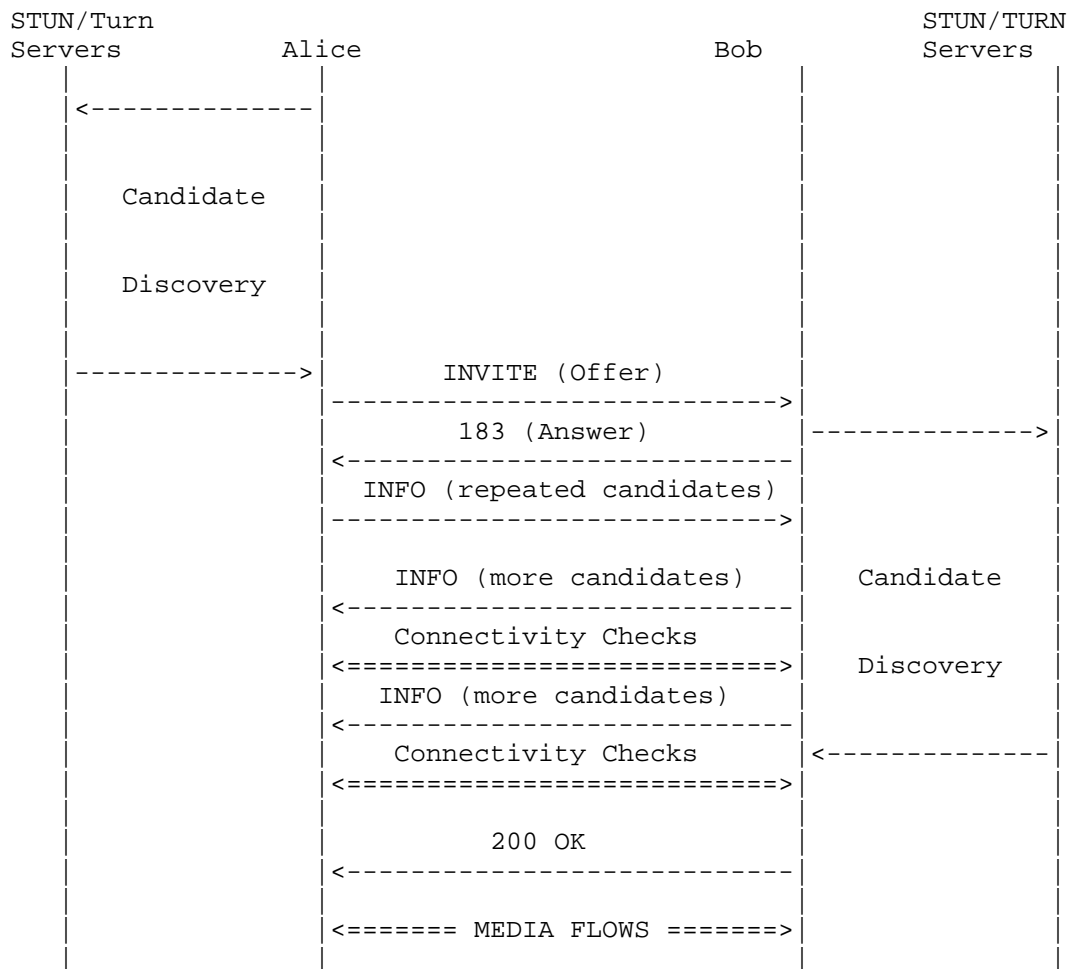 STUN/Turn STUN/TURN
Servers Alice Bob Servers
Candidate
Discovery
INVITE (Offer)
183 (Answer)
INFO (repeated candidates)
INFO (more candidates) Candidate
Connectivity Checks
Discovery
INFO (more candidates)
Connectivity Checks
200 OK
MEDIA FLOWS